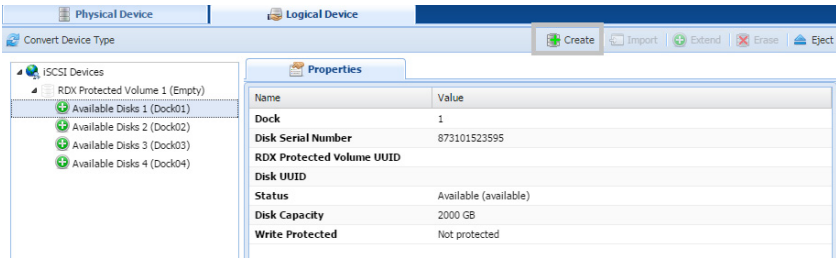 Physical Device
Logical Device
Convert Device Type
Create
Import
Extend
Erase
Eject
iSCSI Devices
RDX Protected Volume 1 (Empty)
Available Disks 1 (Dock01)
Available Disks 2 (Dock02)
Available Disks 3 (Dock03)
Available Disks 4 (Dock04)
Properties
Name Value
Dock 1
Disk Serial Number 873101523595
RDX Protected Volume UUID
Disk UUID
Status Available (available)
Disk Capacity 2000 GB
Write Protected Not protected